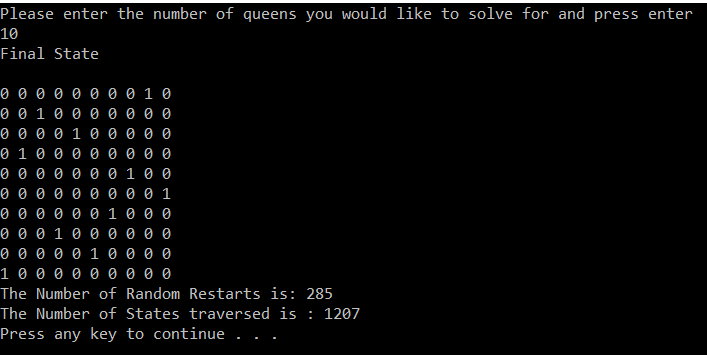 Please enter the number of queens you would like to solve for and press enter
10
Final State
0 0 0 0 0 0 0 0 1 0
0 0 1 0 0 0 0 0 0 0
0 0 0 0 1 0 0 0 0 0
0 1 0 0 0 0 0 0 0 0
0 0 0 0 0 0 0 1 0 0
0 0 0 0 0 0 0 0 0 1
0 0 0 0 0 0 1 0 0 0
0 0 0 1 0 0 0 0 0 0
0 0 0 0 0 1 0 0 0 0
1 0 0 0 0 0 0 0 0 0
The Number of Random Restarts is: 285
The Number of States traversed is : 1207
Press any key to continue . . .